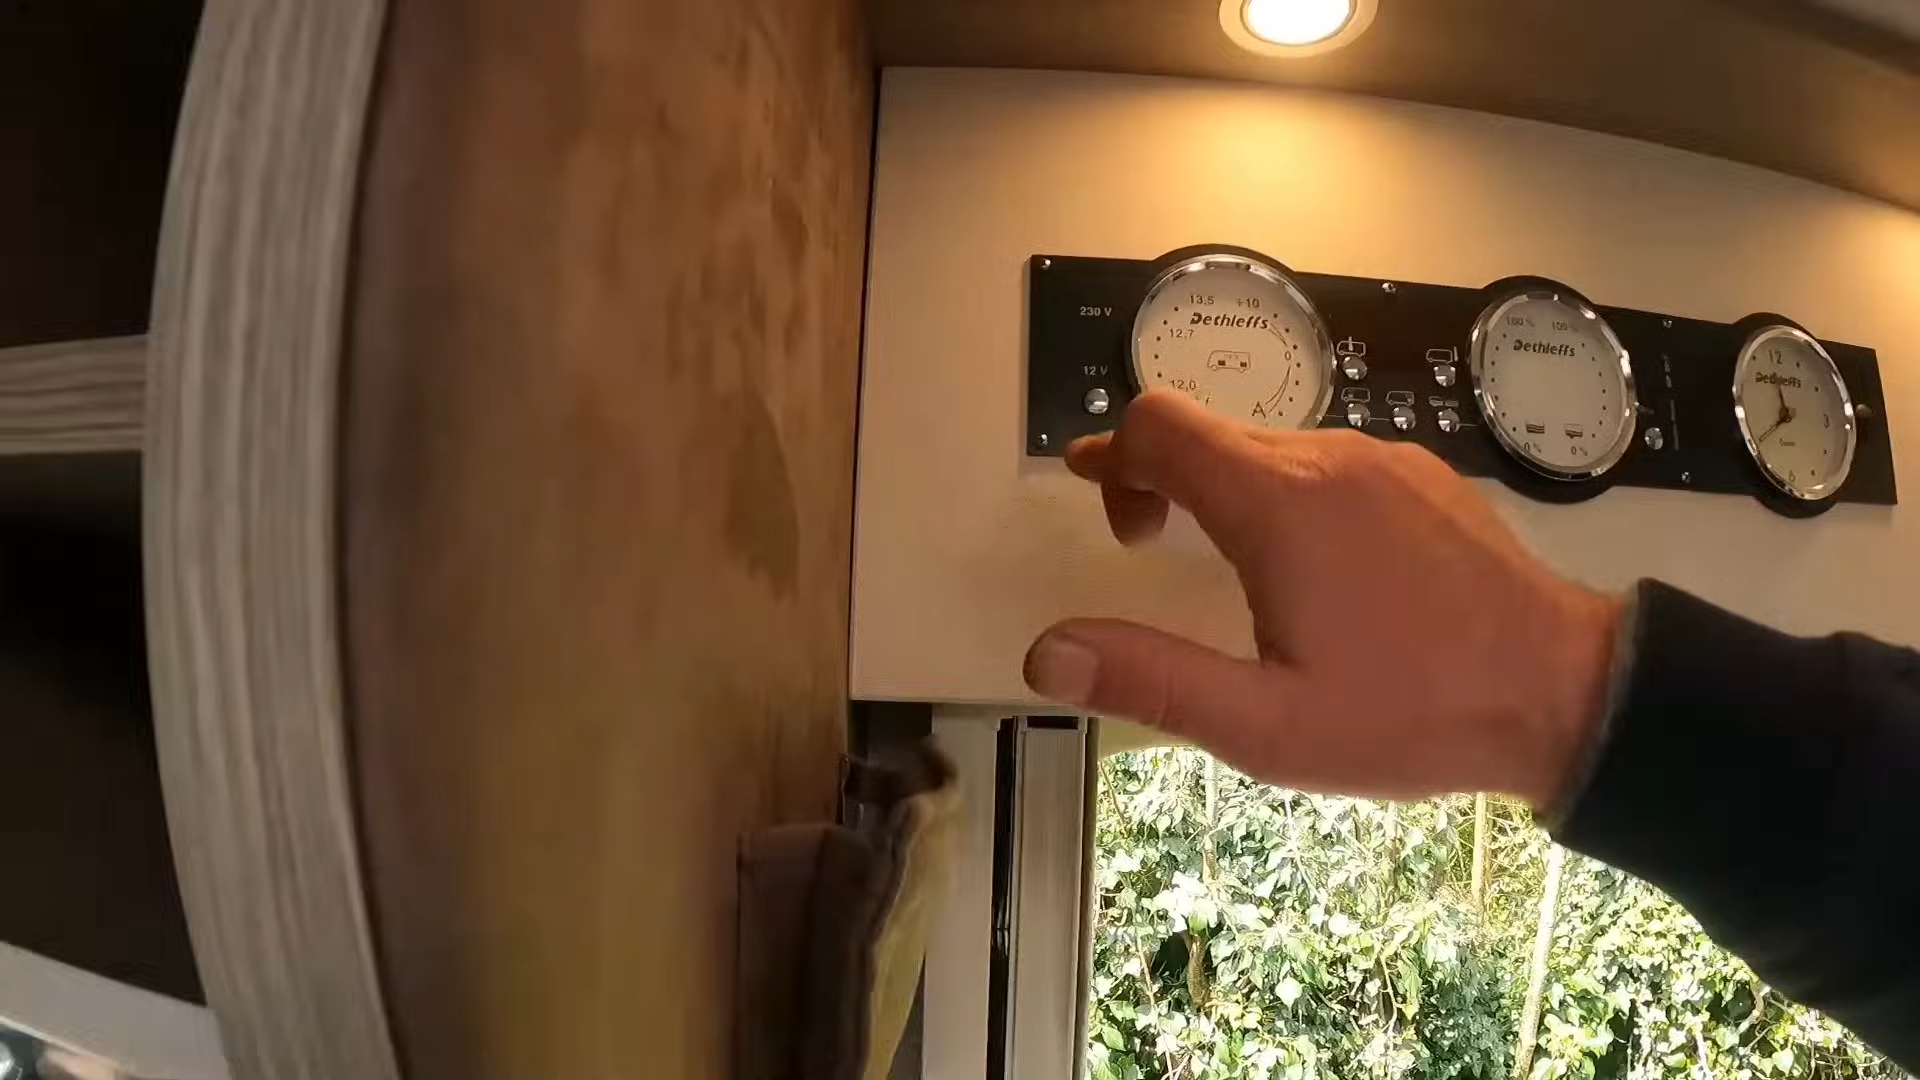 230 V
12 V
13,5 +10
Dethleffs
12,7
0
12,0
A
100 % 100 %
Dethleffs
0 % 0 %
12
Dethleffs
3
6